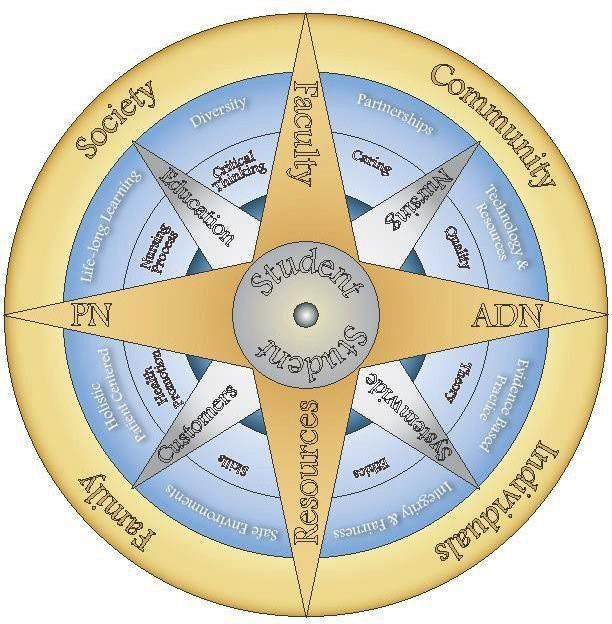 Society
Community
Faculty
Diversity
Partnerships
Critical
Thinking
Caring
Education
Nursing
Life-long Learning
Technology &
Resources
Nursing
Process
Quality
Student
PN
ADN
Student
Holistic
Patient Centered
Health
Promotion
Theory
Evidence Based
Practice
Customers
Systemwide
Skills
Ethics
Resources
Safe Environments
Integrity & Fairness
Family
Individuals